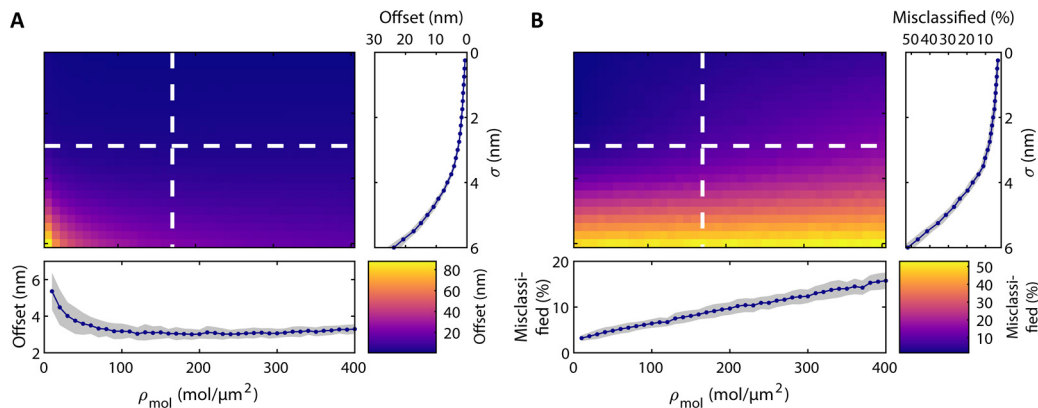 A
Offset (nm)
30 20 10 0
0
2
4
6
σ (nm)
Offset (nm)
6
4
2
0 100 200 300 400
ρmol (mol/μm²)
80
60
40
20
Offset (nm)
B
Misclassified (%)
50 40 30 20 10
0
2
4
6
σ (nm)
Misclassi-
fied (%)
20
10
0
0 100 200 300 400
ρmol (mol/μm²)
50
40
30
20
10
Misclassi-
fied (%)